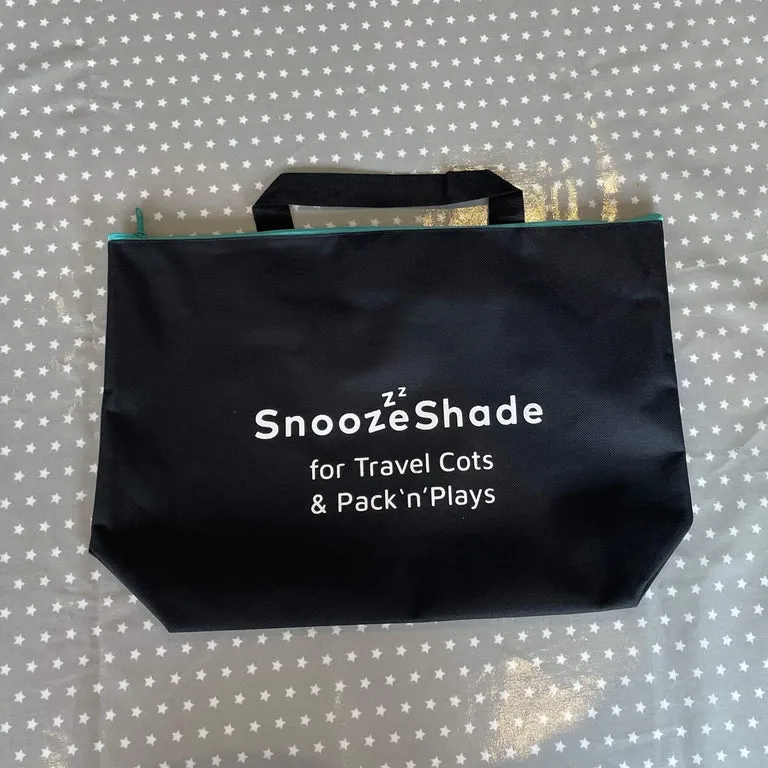 zz
SnoozeShade
for Travel Cots
& Pack‘n’Plays